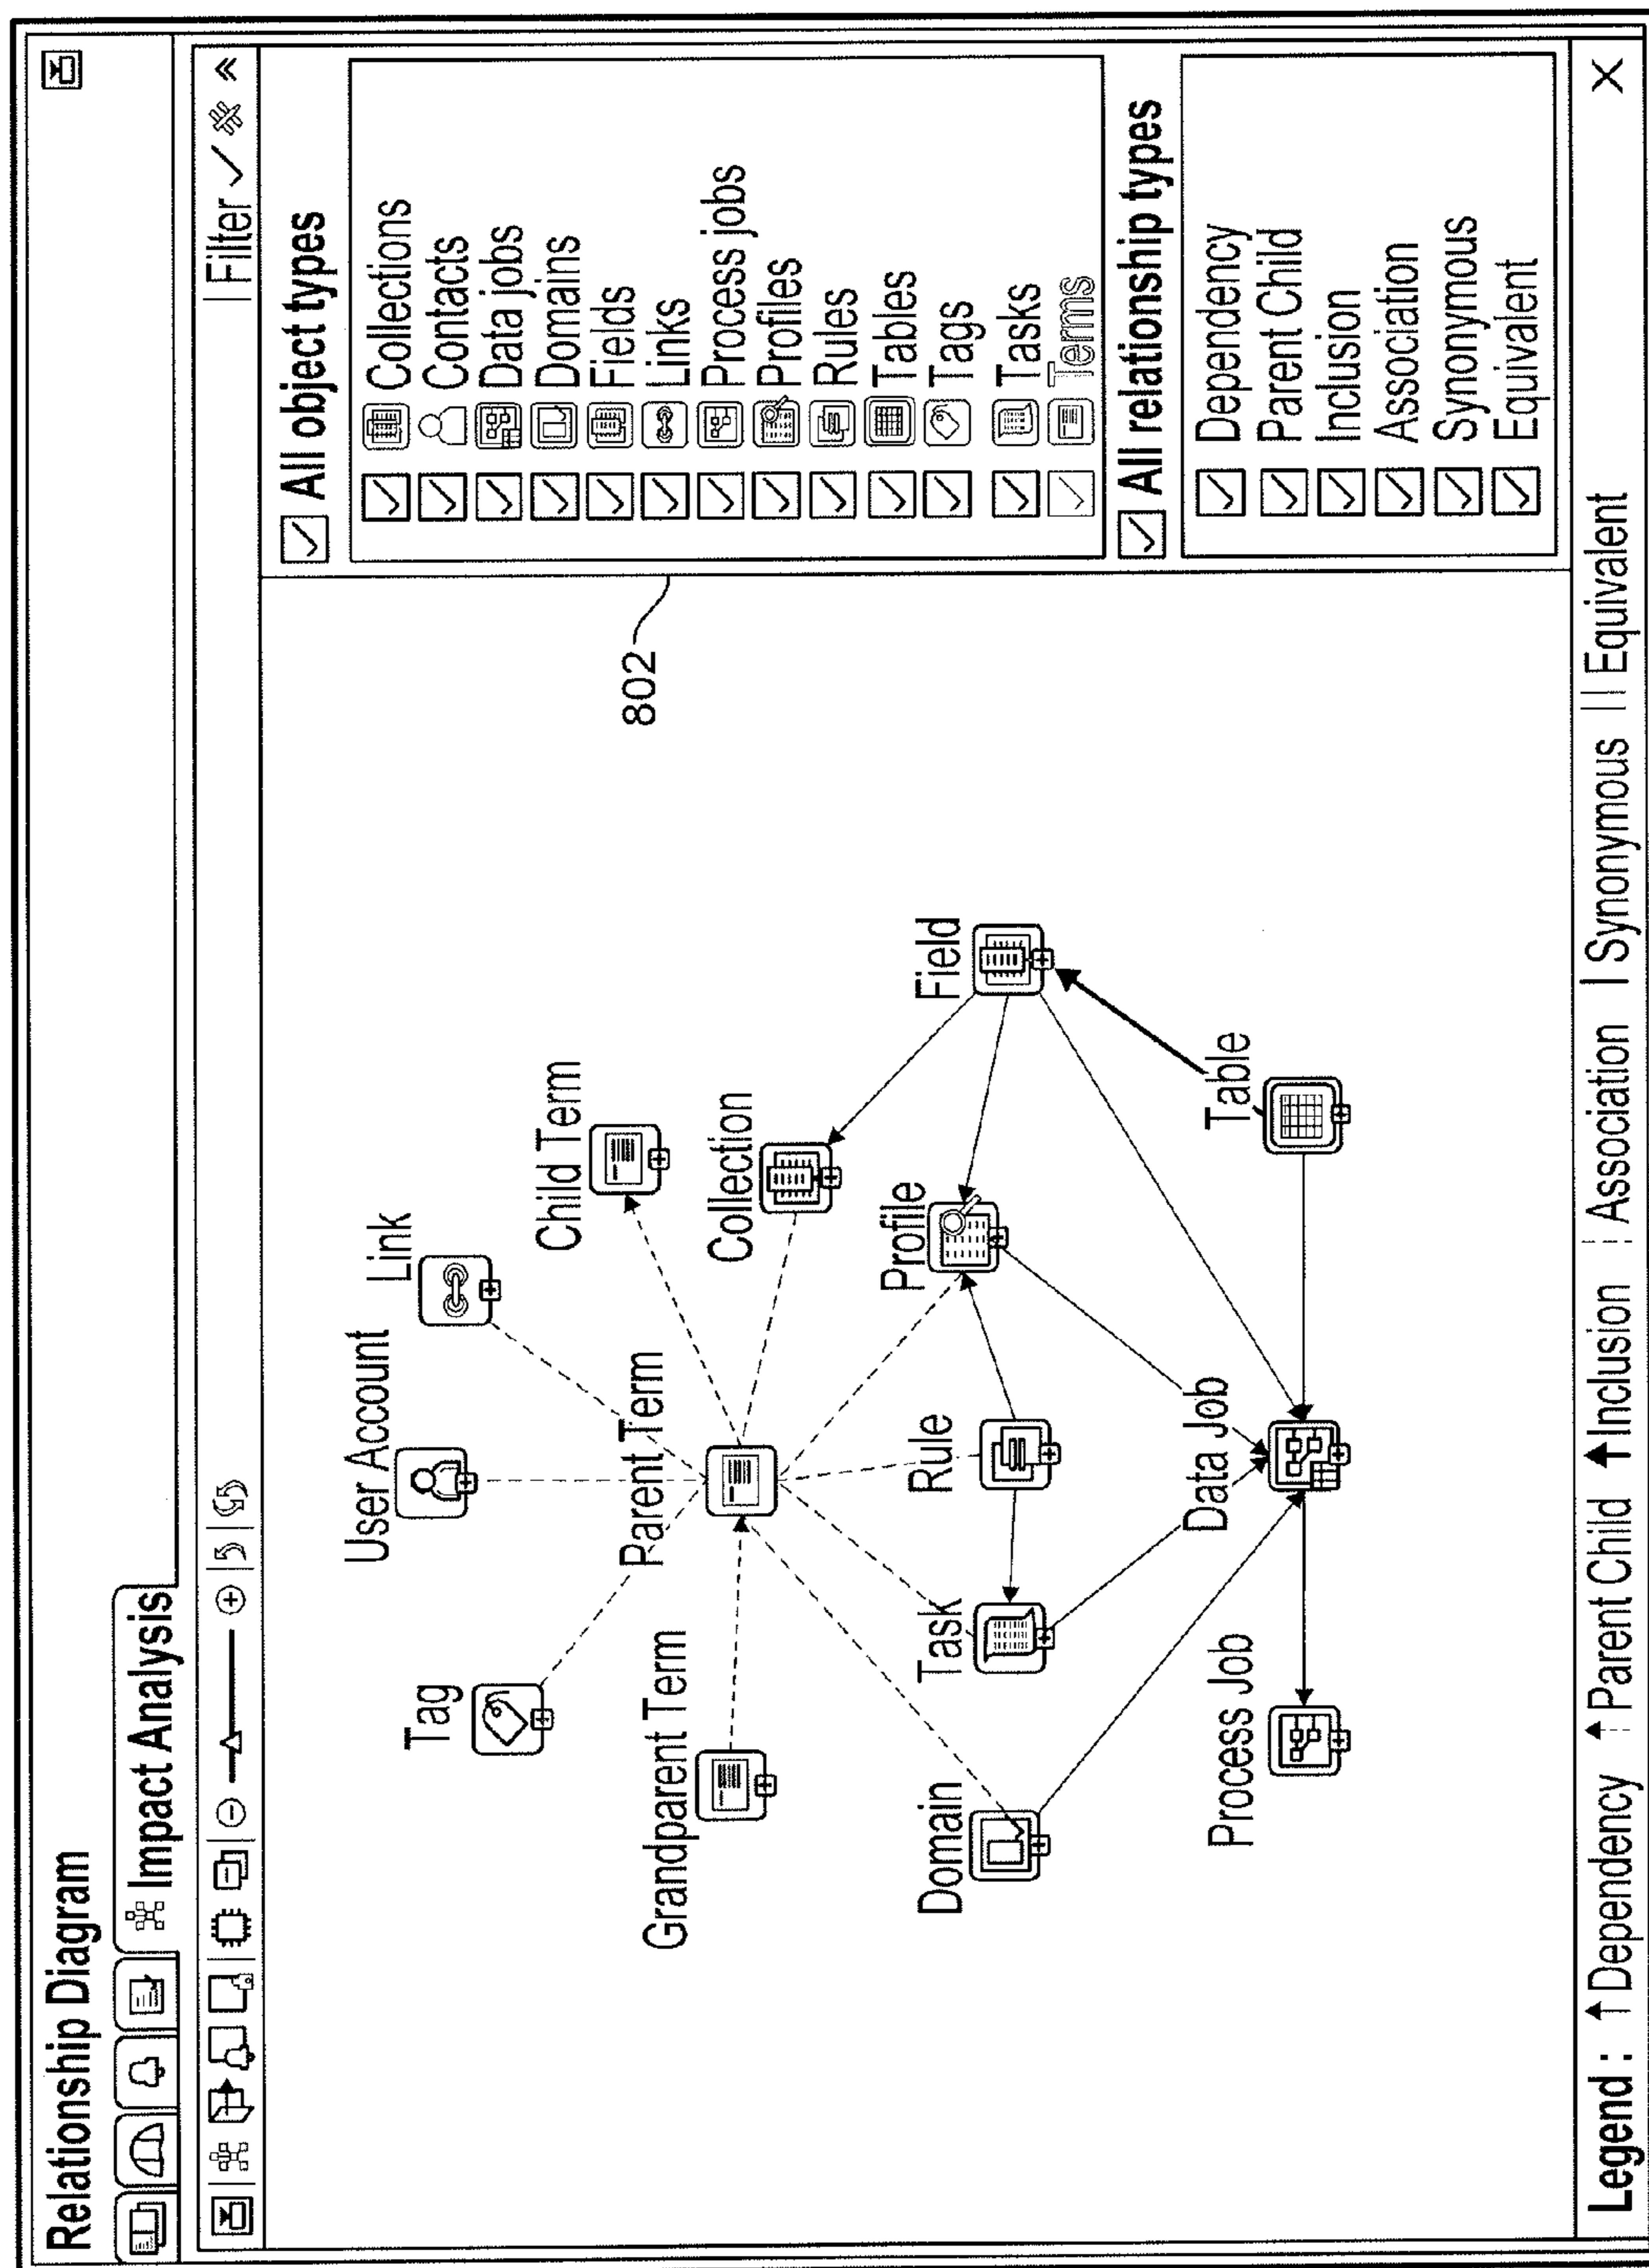 Relationship Diagram
Impact Analysis
Filter
Tag
User Account
Link
Grandparent Term
Parent Term
Child Term
Collection
Domain
Task
Rule
Profile
Field
Process Job
Data Job
Table
802
All object types
Collections
Contacts
Data jobs
Domains
Fields
Links
Process jobs
Profiles
Rules
Tables
Tags
Tasks
Terms
All relationship types
Dependency
Parent Child
Inclusion
Association
Synonymous
Equivalent
Legend : Dependency Parent Child Inclusion Association Synonymous Equivalent